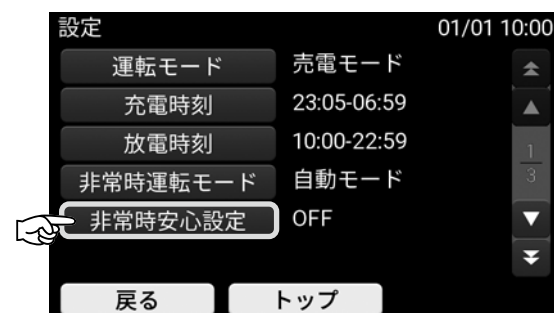 設定 01/01 10:00
運転モード 売電モード
充電時刻 23:05-06:59
放電時刻 10:00-22:59
非常時運転モード 自動モード
非常時安心設定 OFF
1
3
戻る トップ